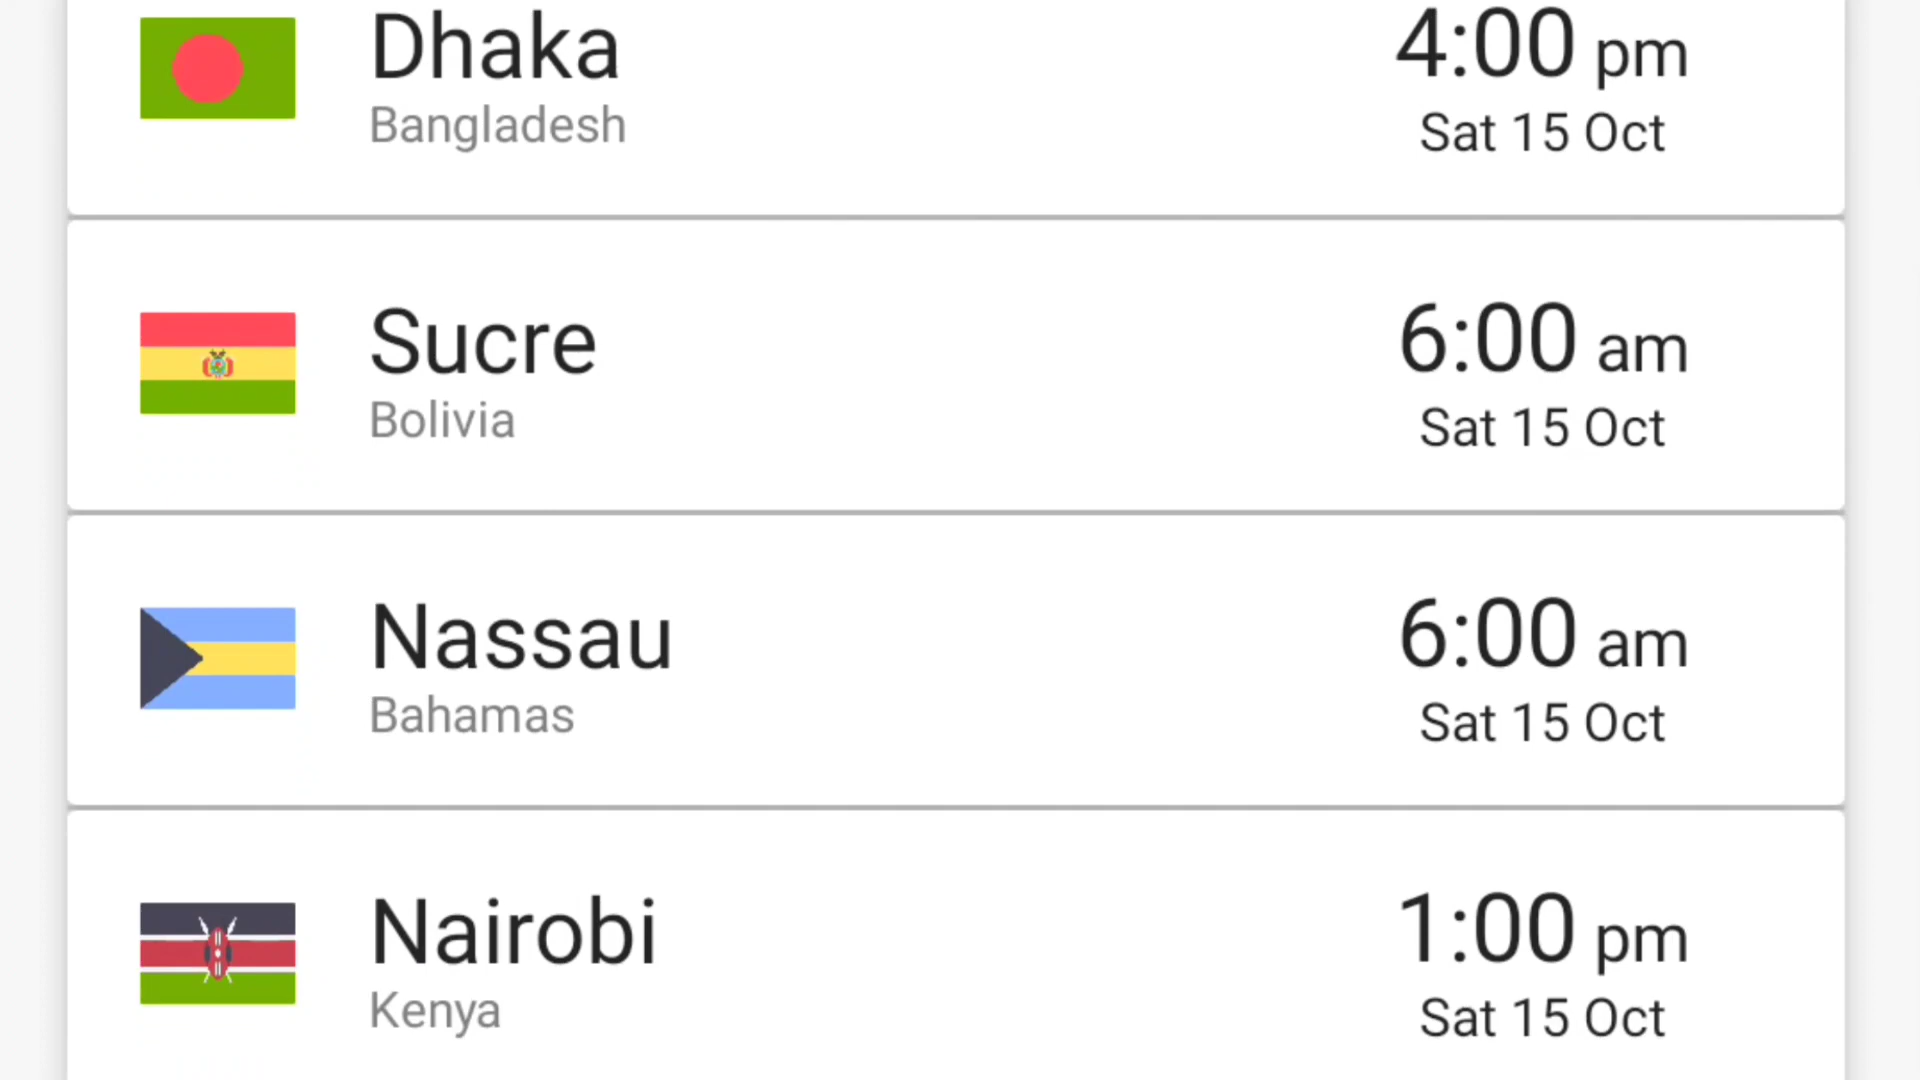 Dhaka
4:00 pm
Bangladesh
Sat 15 Oct
Sucre
6:00 am
Bolivia
Sat 15 Oct
Nassau
6:00 am
Bahamas
Sat 15 Oct
Nairobi
1:00 pm
Kenya
Sat 15 Oct